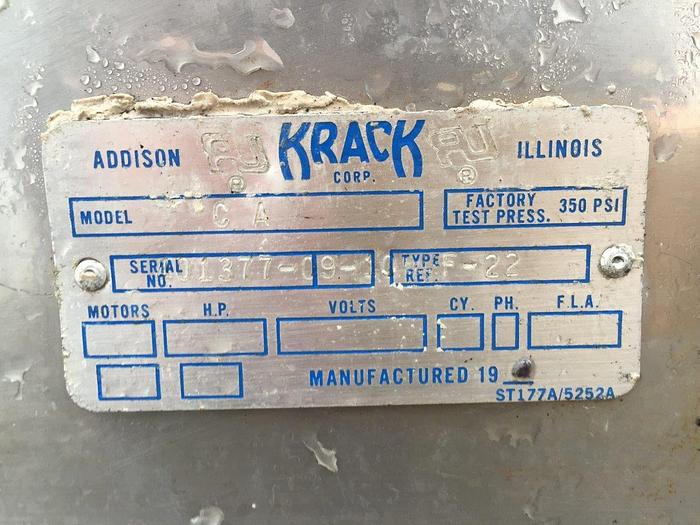 ADDISON KRACK ILLINOIS
® CORP. ®
MODEL C A FACTORY TEST PRESS. 350 PSI
SERIAL NO. TYPE REF. F-22
MOTORS H.P. VOLTS CY. PH. F.L.A.
MANUFACTURED 19
ST177A/5252A